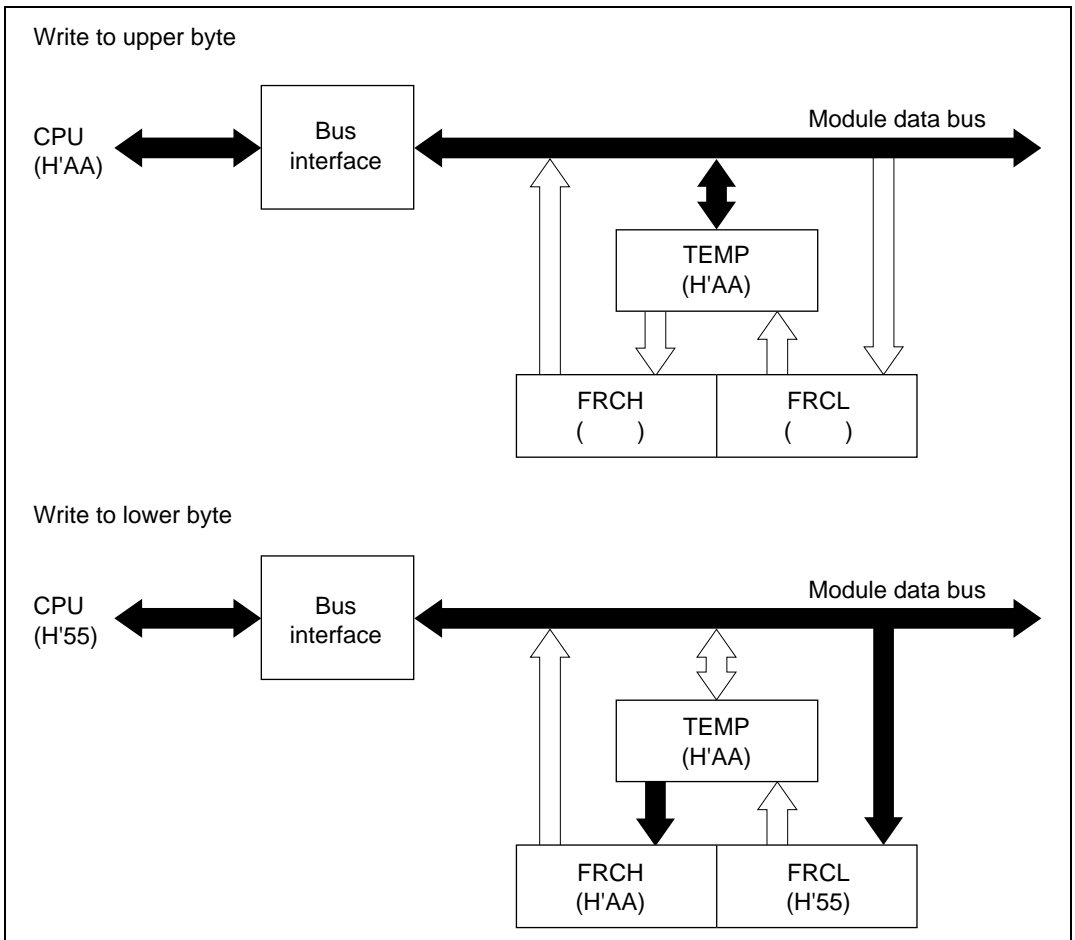 Write to upper byte
CPU
(H'AA)
Bus
interface
Module data bus
TEMP
(H'AA)
FRCH
(      )
FRCL
(      )
Write to lower byte
CPU
(H'55)
Bus
interface
Module data bus
TEMP
(H'AA)
FRCH
(H'AA)
FRCL
(H'55)